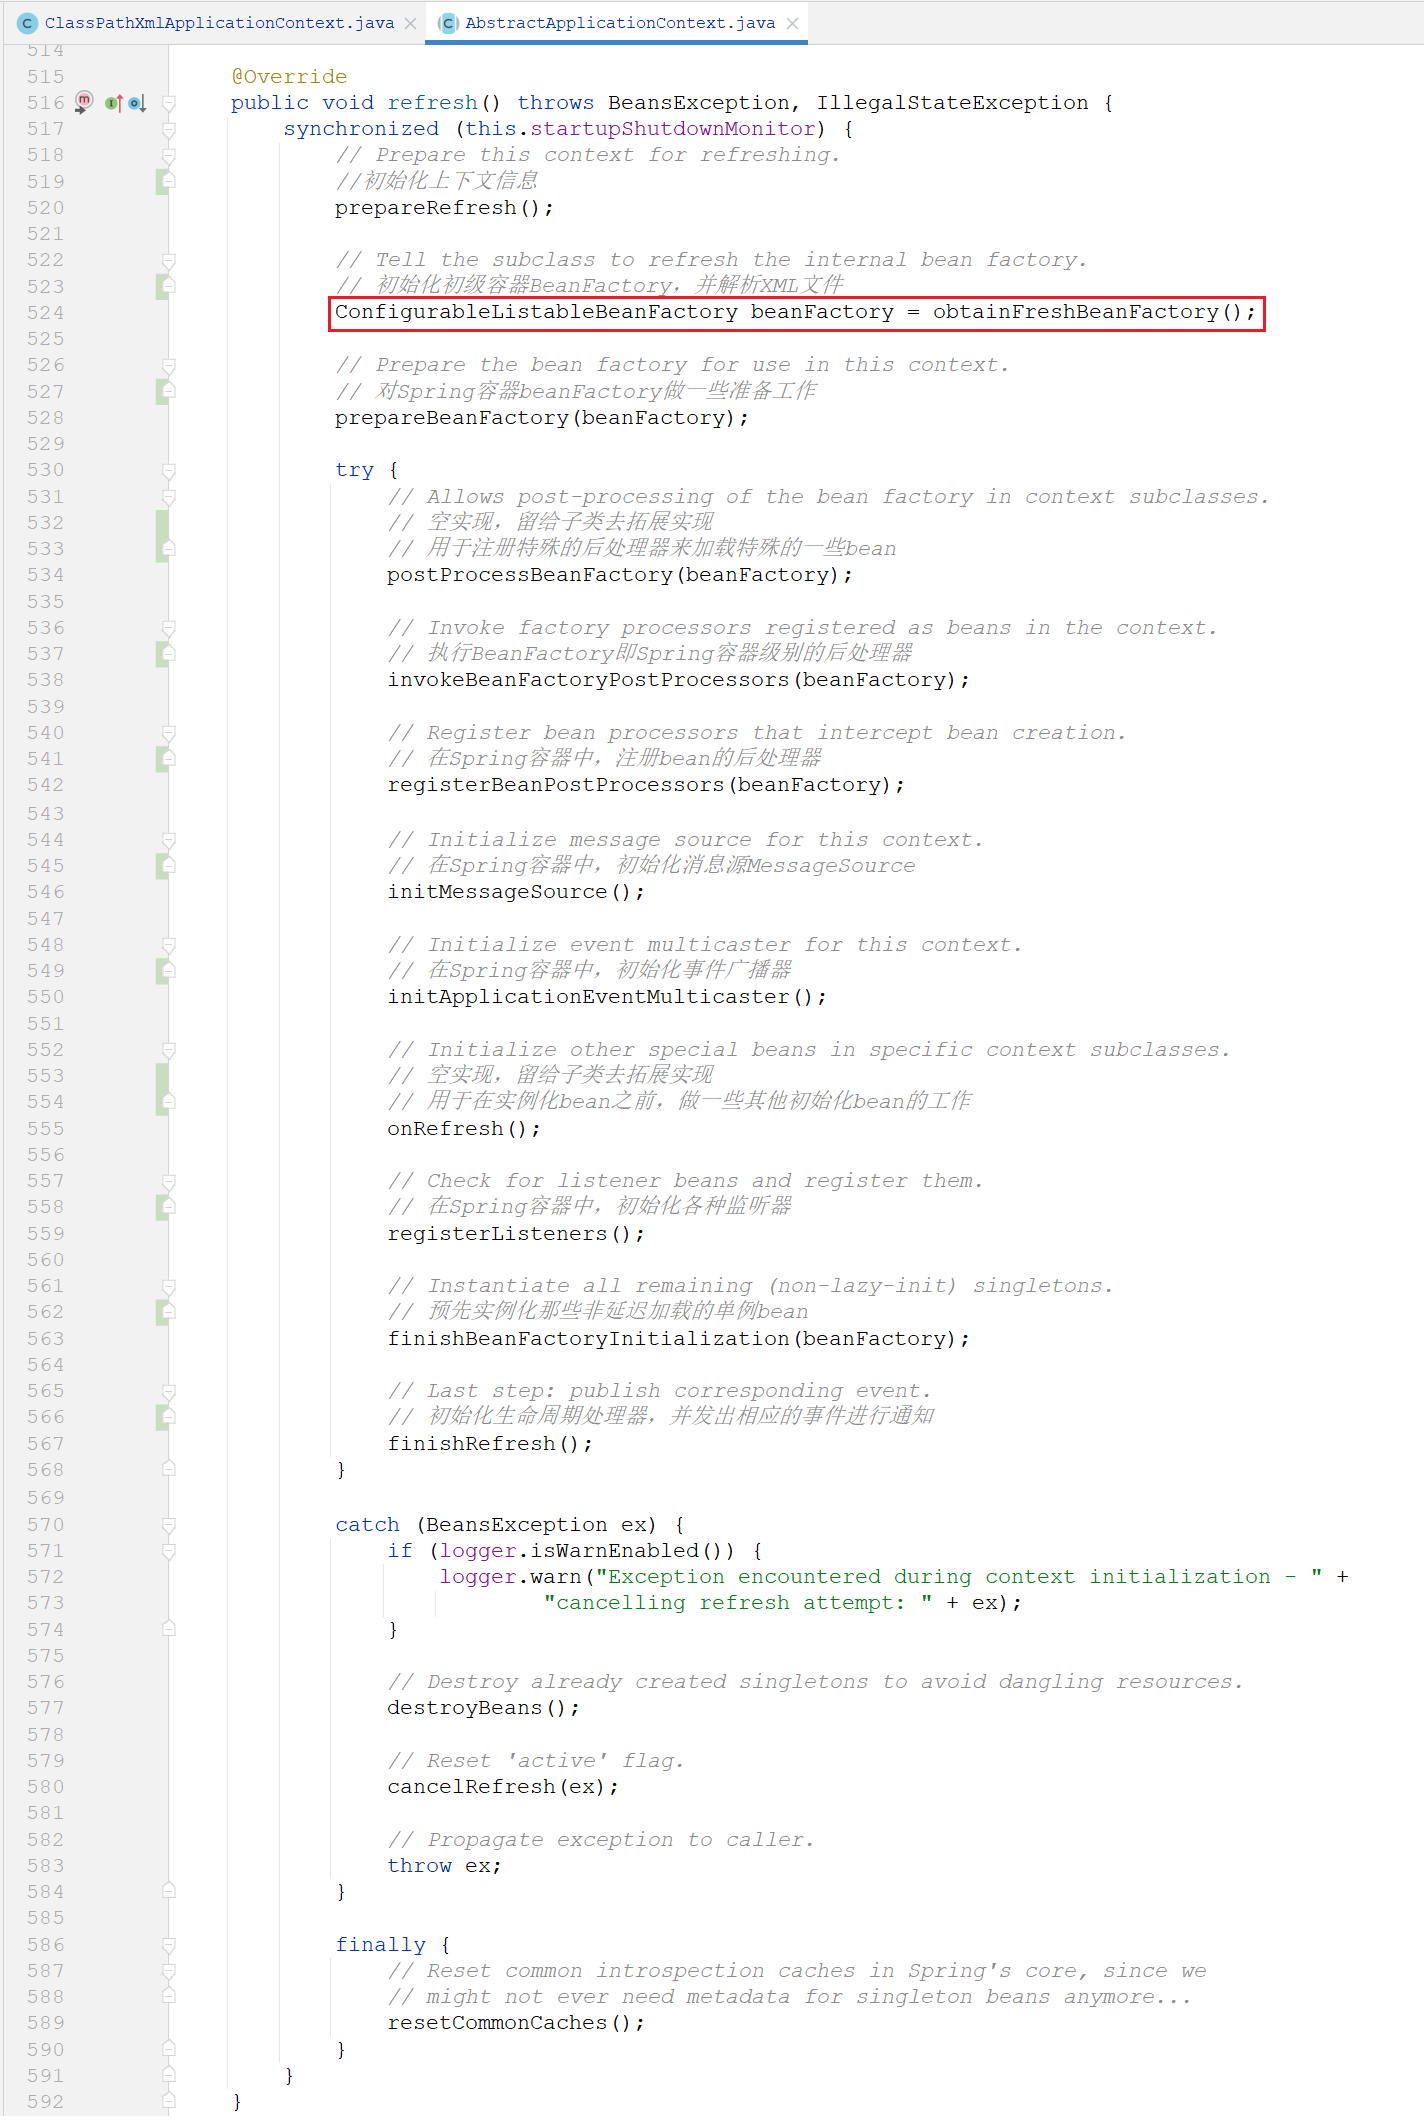 ClassPathXmlApplicationContext.java AbstractApplicationContext.java
514
515 @Override
516 public void refresh() throws BeansException, IllegalStateException {
517 synchronized (this.startupShutdownMonitor) {
518 // Prepare this context for refreshing.
519 //初始化上下文信息
520 prepareRefresh();
521
522 // Tell the subclass to refresh the internal bean factory.
523 // 初始化初级容器BeanFactory，并解析XML文件
524 ConfigurableListableBeanFactory beanFactory = obtainFreshBeanFactory();
525
526 // Prepare the bean factory for use in this context.
527 // 对Spring容器beanFactory做一些准备工作
528 prepareBeanFactory(beanFactory);
529
530 try {
531 // Allows post-processing of the bean factory in context subclasses.
532 // 空实现，留给子类去拓展实现
533 // 用于注册特殊的后处理器来加载特殊的一些bean
534 postProcessBeanFactory(beanFactory);
535
536 // Invoke factory processors registered as beans in the context.
537 // 执行BeanFactory即Spring容器级别的后处理器
538 invokeBeanFactoryPostProcessors(beanFactory);
539
540 // Register bean processors that intercept bean creation.
541 // 在Spring容器中，注册bean的后处理器
542 registerBeanPostProcessors(beanFactory);
543
544 // Initialize message source for this context.
545 // 在Spring容器中，初始化消息源MessageSource
546 initMessageSource();
547
548 // Initialize event multicaster for this context.
549 // 在Spring容器中，初始化事件广播器
550 initApplicationEventMulticaster();
551
552 // Initialize other special beans in specific context subclasses.
553 // 空实现，留给子类去拓展实现
554 // 用于在实例化bean之前，做一些其他初始化bean的工作
555 onRefresh();
556
557 // Check for listener beans and register them.
558 // 在Spring容器中，初始化各种监听器
559 registerListeners();
560
561 // Instantiate all remaining (non-lazy-init) singletons.
562 // 预先实例化那些非延迟加载的单例bean
563 finishBeanFactoryInitialization(beanFactory);
564
565 // Last step: publish corresponding event.
566 // 初始化生命周期处理器，并发出相应的事件进行通知
567 finishRefresh();
568 }
569
570 catch (BeansException ex) {
571 if (logger.isWarnEnabled()) {
572 logger.warn("Exception encountered during context initialization - " +
573 "cancelling refresh attempt: " + ex);
574 }
575
576 // Destroy already created singletons to avoid dangling resources.
577 destroyBeans();
578
579 // Reset 'active' flag.
580 cancelRefresh(ex);
581
582 // Propagate exception to caller.
583 throw ex;
584 }
585
586 finally {
587 // Reset common introspection caches in Spring's core, since we
588 // might not ever need metadata for singleton beans anymore...
589 resetCommonCaches();
590 }
591 }
592 }